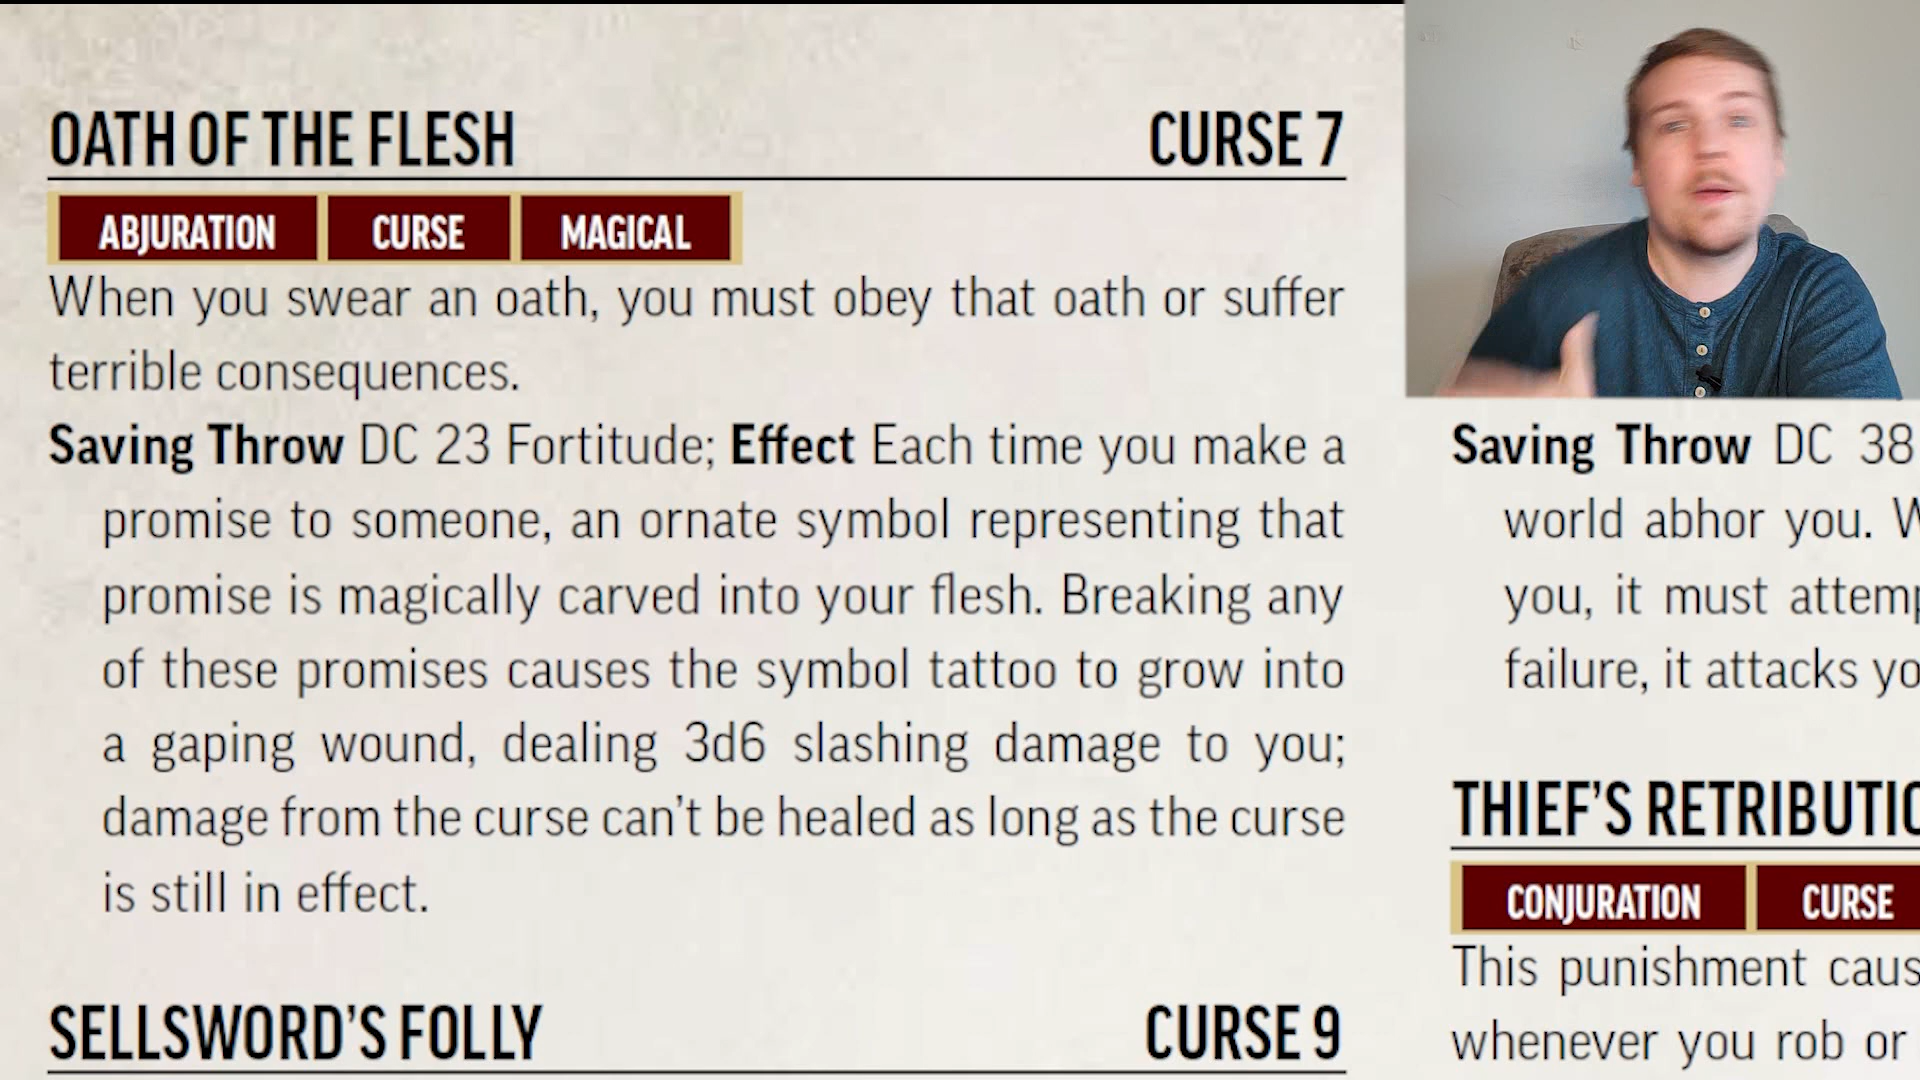 OATH OF THE FLESH CURSE 7
ABJURATION CURSE MAGICAL
When you swear an oath, you must obey that oath or suffer
terrible consequences.
Saving Throw DC 23 Fortitude; Effect Each time you make a
promise to someone, an ornate symbol representing that
promise is magically carved into your flesh. Breaking any
of these promises causes the symbol tattoo to grow into
a gaping wound, dealing 3d6 slashing damage to you;
damage from the curse can't be healed as long as the curse
is still in effect.
SELLSWORD'S FOLLY CURSE 9
Saving Throw DC 38
world abhor you.
you, it must
failure, it attacks
THIEF'S
CONJURATION CURSE
This punishment
whenever you rob or